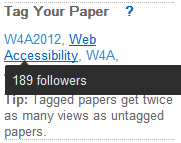 Tag Your Paper ?
W4A2012, Web
Accessibility, W4A,
189 followers
Tip: Tagged papers get twice
as many views as untagged
papers.